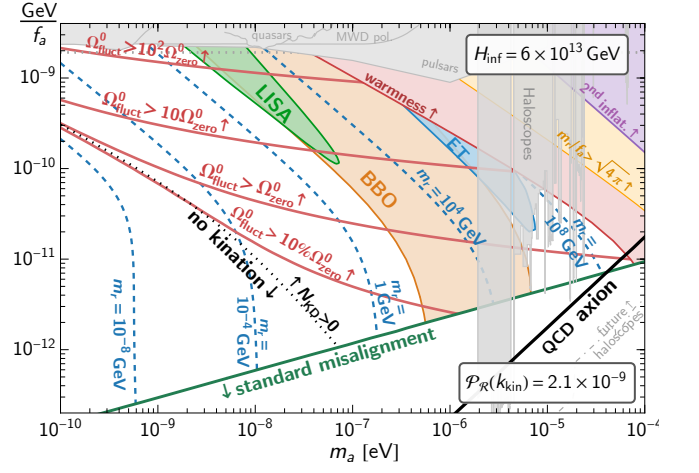 GeV
f_a
quasars
MWD pol.
pulsars
H_inf = 6 × 10^13 GeV
Ω^0_fluct > 10^2 Ω^0_zero ↑
Ω^0_fluct > 10 Ω^0_zero ↑
Ω^0_fluct > Ω^0_zero ↑
Ω^0_fluct > 10% Ω^0_zero ↑
LISA
BBO
ET
warmness ↑
Haloscopes
2nd inflat. ↑
m_r/f_a > √4π ↑
no kination ↓
↑ N_KD > 0
m_r = 10^-8 GeV
m_r = 10^-4 GeV
m_r = 1 GeV
m_r = 10^4 GeV
m_r = 10^8 GeV
↓ standard misalignment
QCD axion
future ↑ haloscopes
P_R(k_kin) = 2.1 × 10^-9
10^-9
10^-10
10^-11
10^-12
10^-10 10^-9 10^-8 10^-7 10^-6 10^-5 10^-4
m_a [eV]